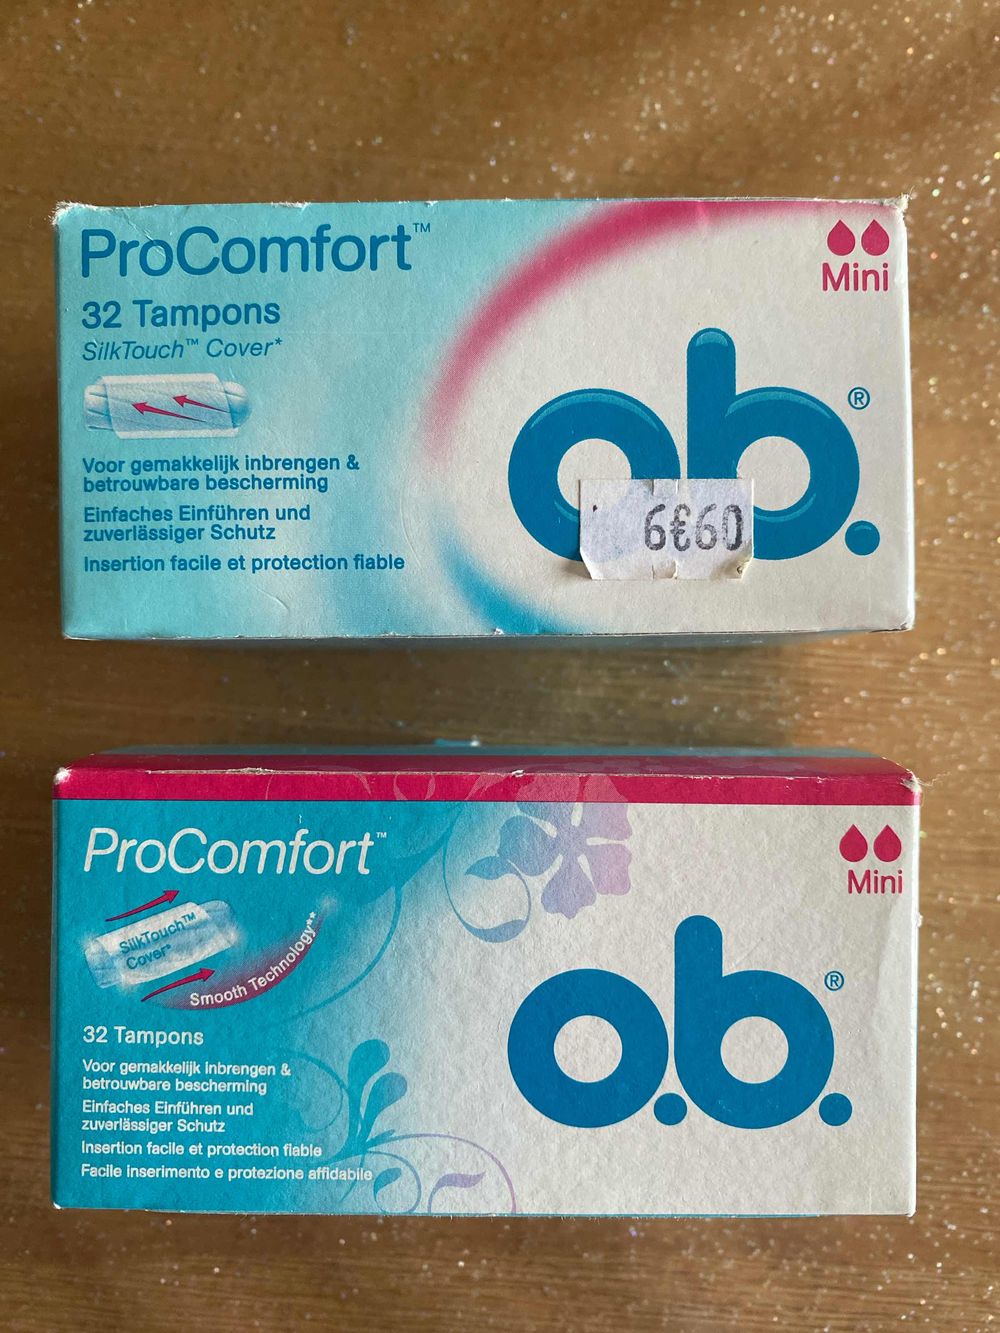 ProComfort™
32 Tampons
SilkTouch™ Cover*
Voor gemakkelijk inbrengen &
betrouwbare bescherming
Einfaches Einführen und
zuverlässiger Schutz
Insertion facile et protection fiable
Mini
o.b.®
6€60
ProComfort™
SilkTouch™
Cover*
Smooth Technology**
32 Tampons
Voor gemakkelijk inbrengen &
betrouwbare bescherming
Einfaches Einführen und
zuverlässiger Schutz
Insertion facile et protection fiable
Facile inserimento e protezione affidabile
Mini
o.b.®